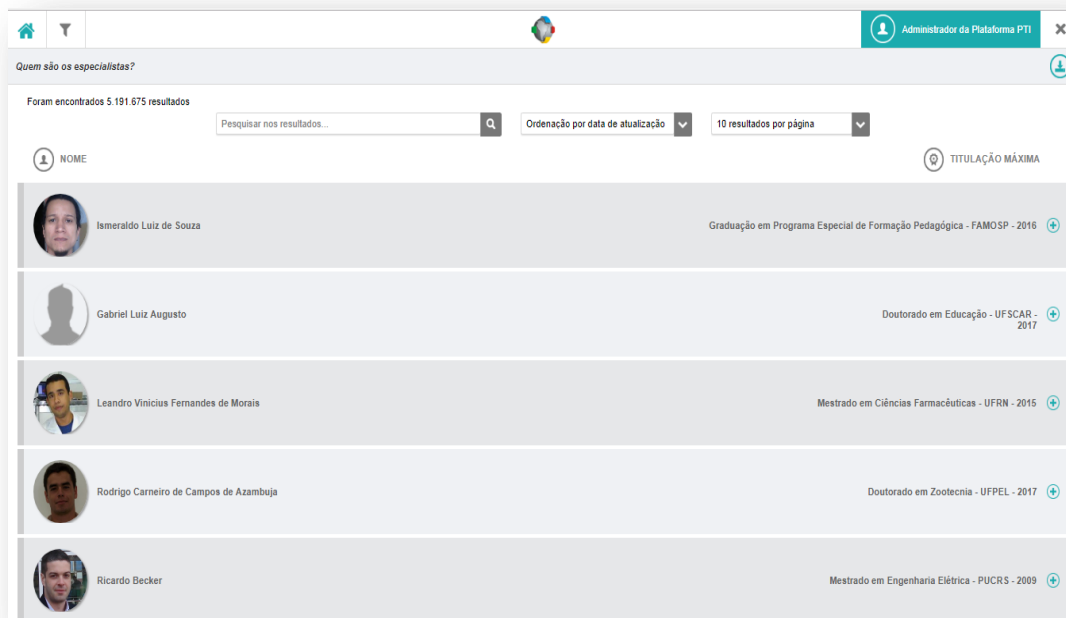 Administrador da Plataforma PTI
Quem são os especialistas?
Foram encontrados 5.191.675 resultados
Pesquisar nos resultados... Ordenação por data de atualização 10 resultados por página
NOME TITULAÇÃO MÁXIMA
Ismeraldo Luiz de Souza Graduação em Programa Especial de Formação Pedagógica - FAMOSP - 2016
Gabriel Luiz Augusto Doutorado em Educação - UFSCAR -
2017
Leandro Vinicius Fernandes de Morais Mestrado em Ciências Farmacêuticas - UFRN - 2015
Rodrigo Carneiro de Campos de Azambuja Doutorado em Zootecnia - UFPEL - 2017
Ricardo Becker Mestrado em Engenharia Elétrica - PUCRS - 2009